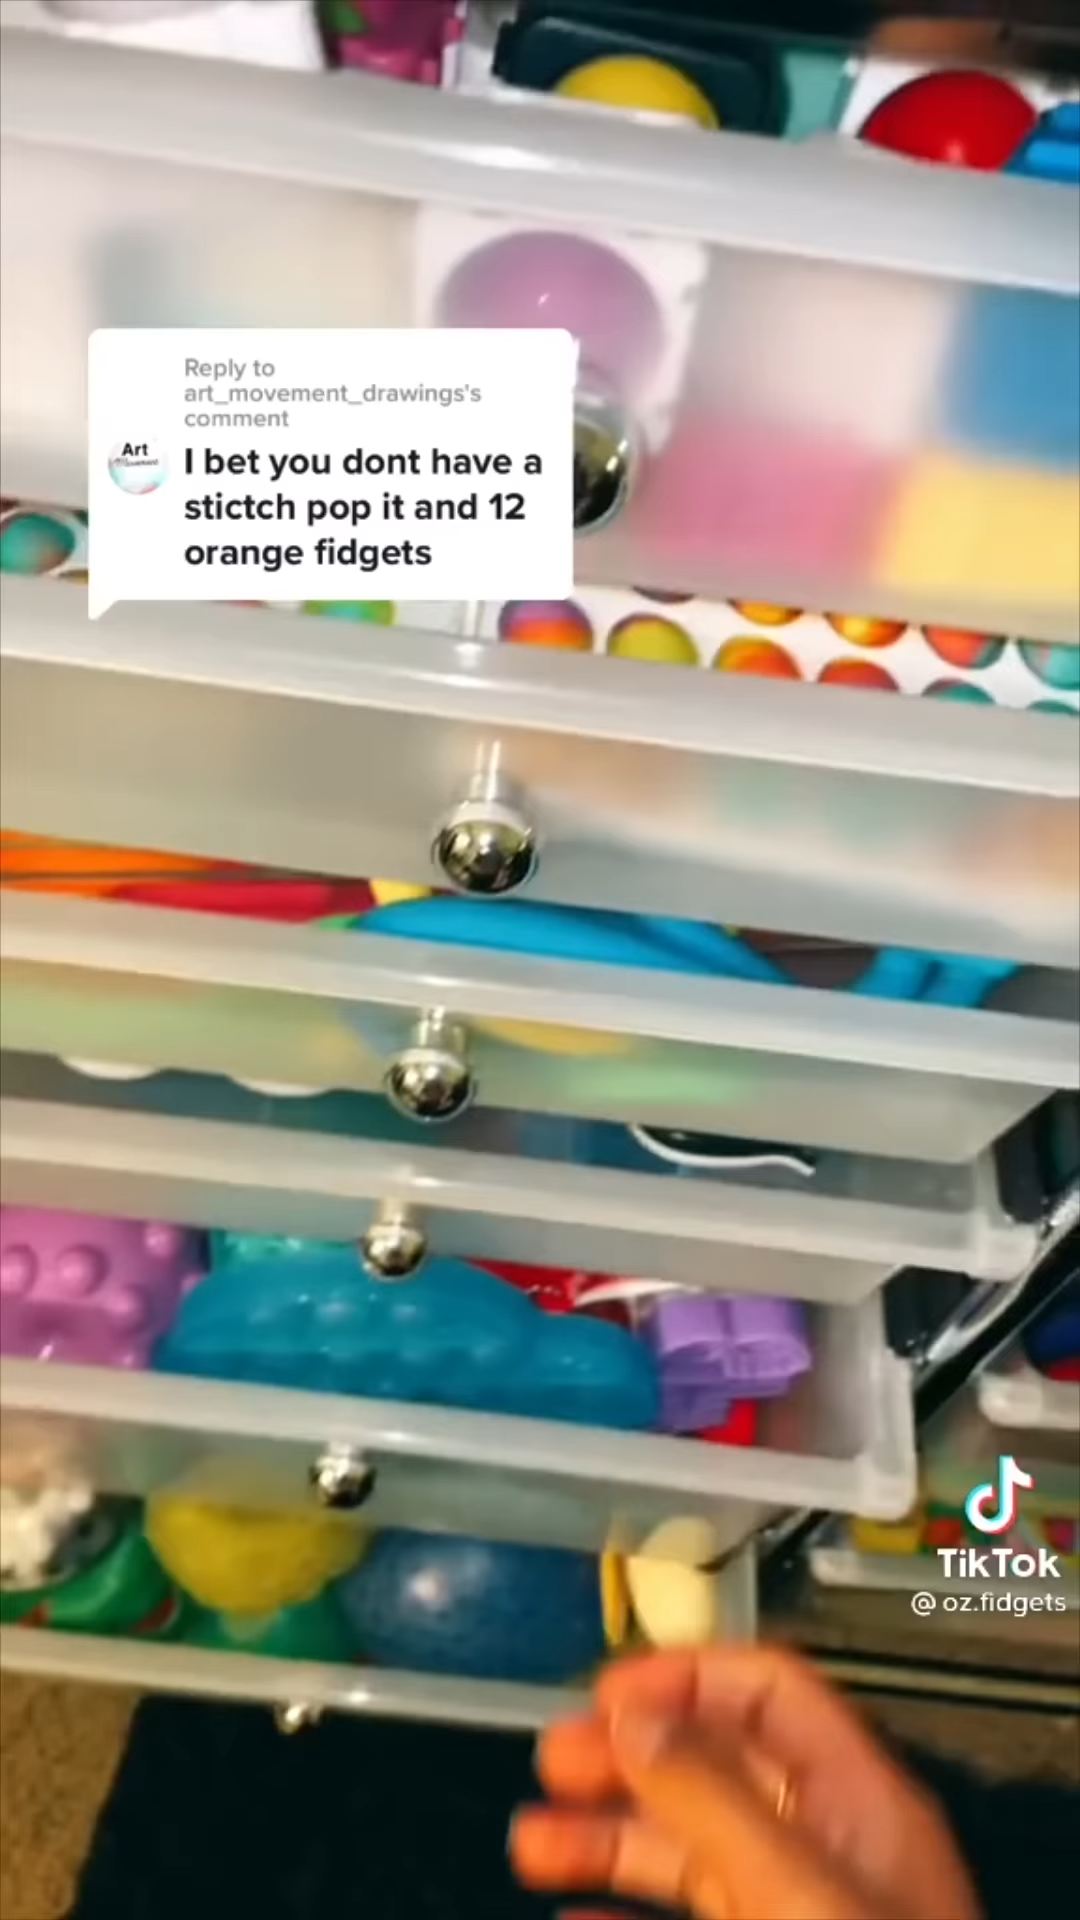 Reply to
art_movement_drawings's
comment
Art
I bet you dont have a
stictch pop it and 12
orange fidgets
TikTok
@ oz.fidgets